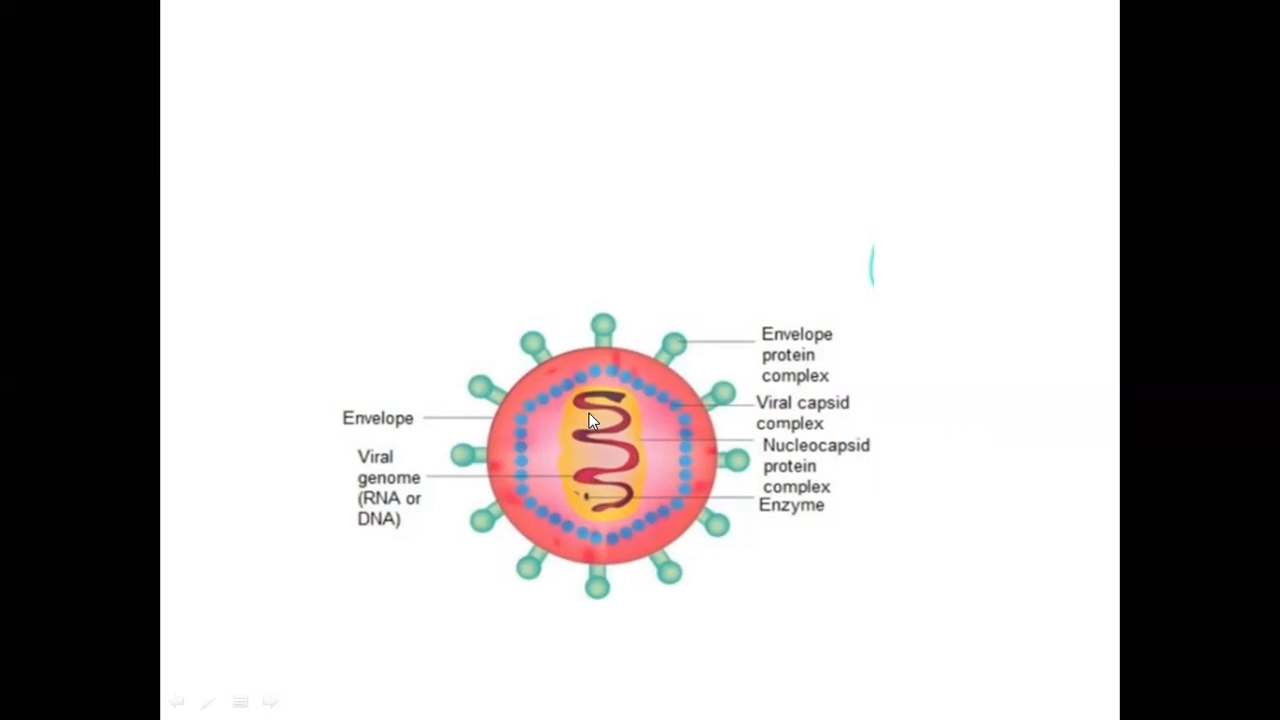 Envelope
protein
complex
Viral capsid
complex
Nucleocapsid
protein
complex
Enzyme
Envelope
Viral
genome
(RNA or
DNA)